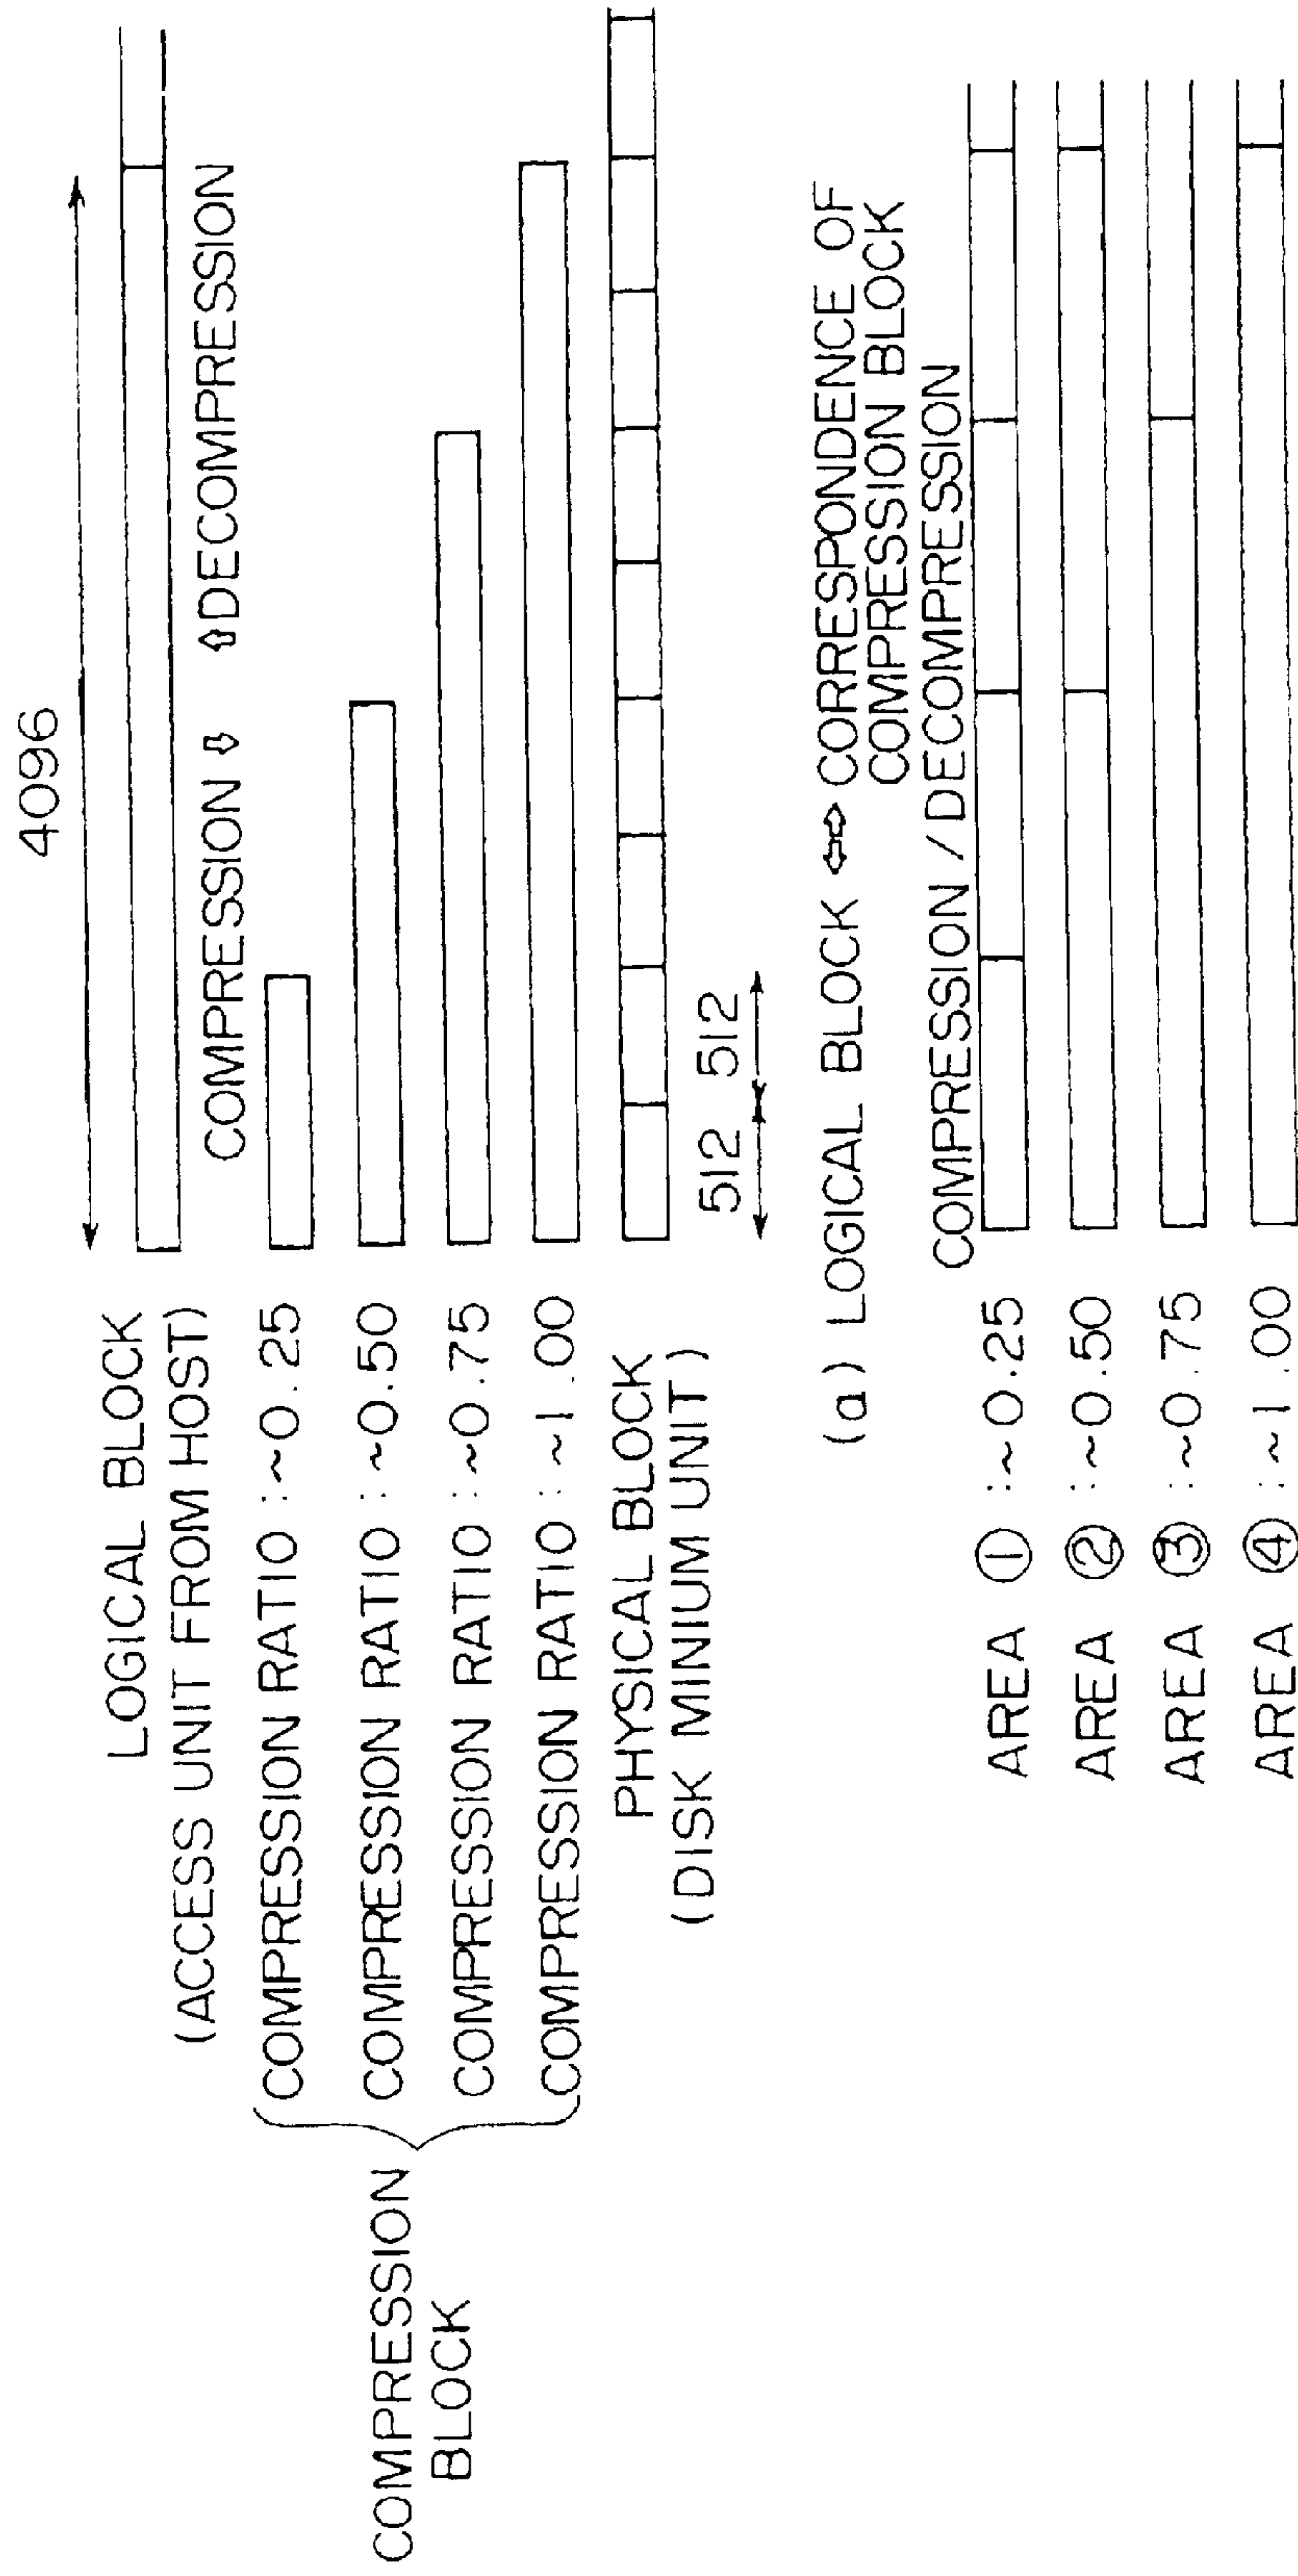 4096
LOGICAL BLOCK
(ACCESS UNIT FROM HOST)
COMPRESSION ⇩ ⇧DECOMPRESSION
COMPRESSION
BLOCK
COMPRESSION RATIO :~0.25
COMPRESSION RATIO :~0.50
COMPRESSION RATIO :~0.75
COMPRESSION RATIO :~1.00
PHYSICAL BLOCK
(DISK MINIUM UNIT)
512 512
(a) LOGICAL BLOCK ⇔ CORRESPONDENCE OF
COMPRESSION BLOCK
COMPRESSION /DECOMPRESSION
AREA ① :~0.25
AREA ② :~0.50
AREA ③ :~0.75
AREA ④ :~1.00